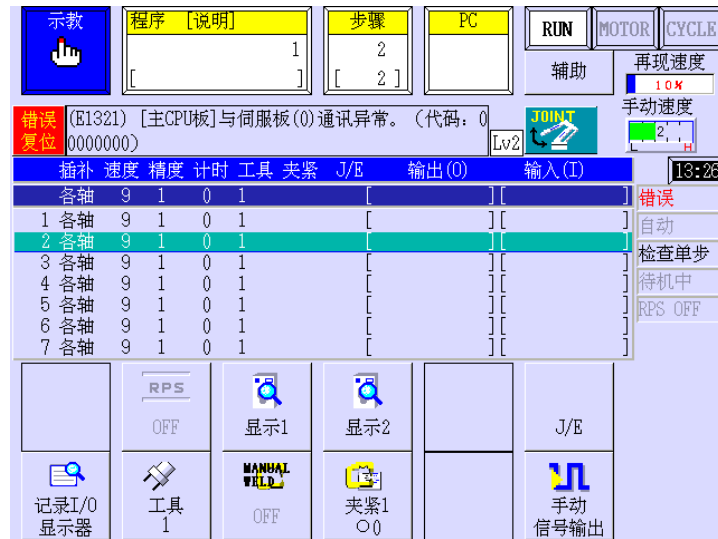 示教 程序 [说明] 步骤 PC RUN MOTOR CYCLE
1 2
[ ] [ 2 ] 辅助 再现速度
10%
错误 (E1321) [主CPU板]与伺服板(0)通讯异常。 (代码: 0 JOINT 手动速度
复位 0000000) Lv2 2
L H
插补 速度 精度 计时 工具 夹紧 J/E 输出(O) 输入(I) 13:26
各轴 9 1 0 1 [ ][ ] 错误
1 各轴 9 1 0 1 [ ][ ] 自动
2 各轴 9 1 0 1 [ ][ ]
3 各轴 9 1 0 1 [ ][ ] 检查单步
4 各轴 9 1 0 1 [ ][ ] 待机中
5 各轴 9 1 0 1 [ ][ ] RPS OFF
6 各轴 9 1 0 1 [ ][ ]
7 各轴 9 1 0 1 [ ][ ]
RPS
OFF 显示1 显示2 J/E
MANUAL
WELD
记录I/O 工具 OFF 夹紧1 手动
显示器 1 O0 信号输出